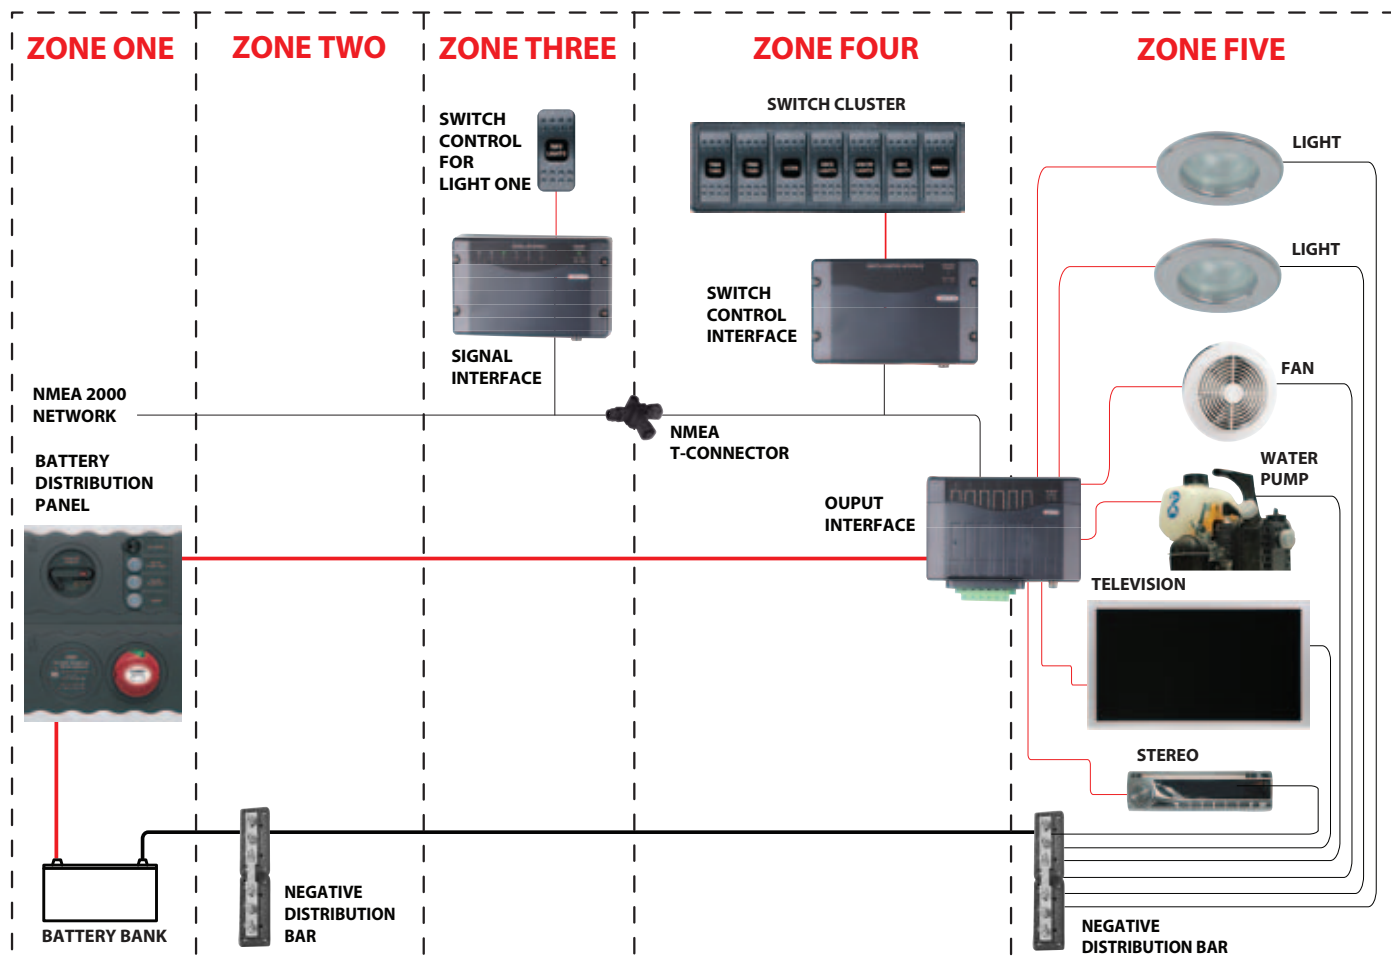 ZONE ONE
ZONE TWO
ZONE THREE
ZONE FOUR
ZONE FIVE
SWITCH
CONTROL
FOR
LIGHT ONE
SWITCH CLUSTER
LIGHT
LIGHT
SIGNAL
INTERFACE
SWITCH
CONTROL
INTERFACE
FAN
NMEA 2000
NETWORK
NMEA
T-CONNECTOR
BATTERY
DISTRIBUTION
PANEL
OUPUT
INTERFACE
WATER
PUMP
TELEVISION
STEREO
BATTERY BANK
NEGATIVE
DISTRIBUTION
BAR
NEGATIVE
DISTRIBUTION BAR